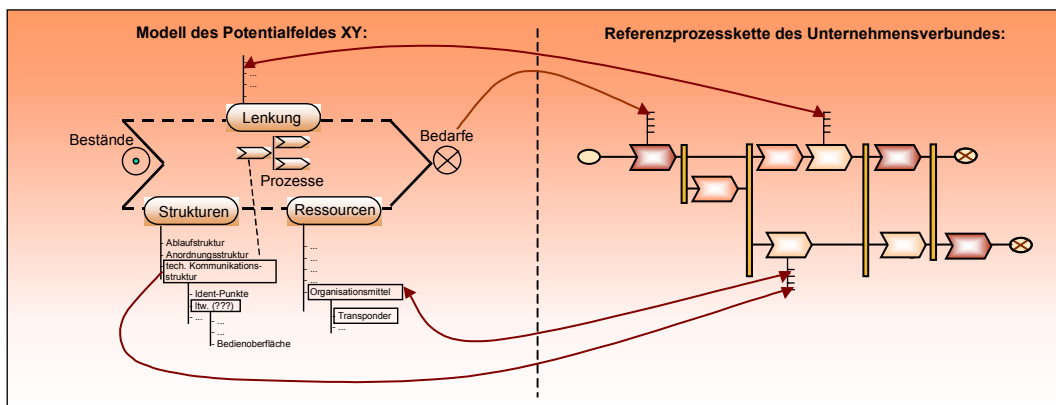 Modell des Potentialfeldes XY:
Referenzprozesskette des Unternehmensverbundes:
- ...
- ...
Lenkung
Bestände
Bedarfe
Prozesse
Strukturen
Ressourcen
- Ablaufstruktur
- Anordnungsstruktur
- tech. Kommunikations-
struktur
- Ident-Punkte
- Itw. (???)
- ...
- ...
- ...
- Bedienoberfläche
- ...
- ...
- ...
- ...
- Organisationsmittel
- Transponder
- ...